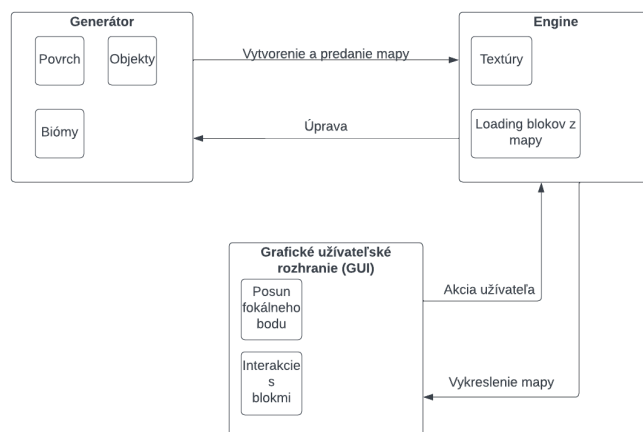 Generátor
Povrch
Objekty
Biómy
Vytvorenie a predanie mapy
Úprava
Engine
Textúry
Loading blokov z
mapy
Grafické užívateľské
rozhranie (GUI)
Posun
fokálneho
bodu
Interakcie
s
blokmi
Akcia užívateľa
Vykreslenie mapy